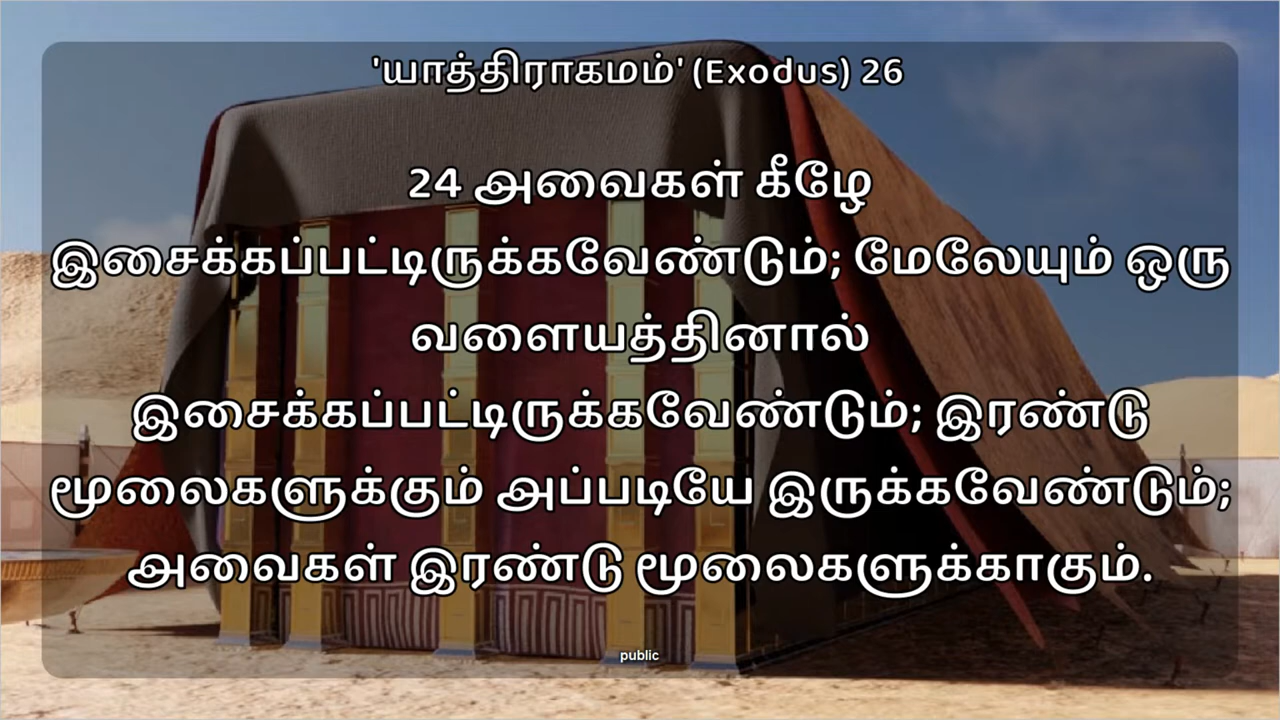 'யாத்திராகமம்' (Exodus) 26
24 அவைகள் கீழே
இசைக்கப்பட்டிருக்கவேண்டும்; மேலேயும் ஒரு
வளையத்தினால்
இசைக்கப்பட்டிருக்கவேண்டும்; இரண்டு
மூலைகளுக்கும் அப்படியே இருக்கவேண்டும்;
அவைகள் இரண்டு மூலைகளுக்காகும்.
public